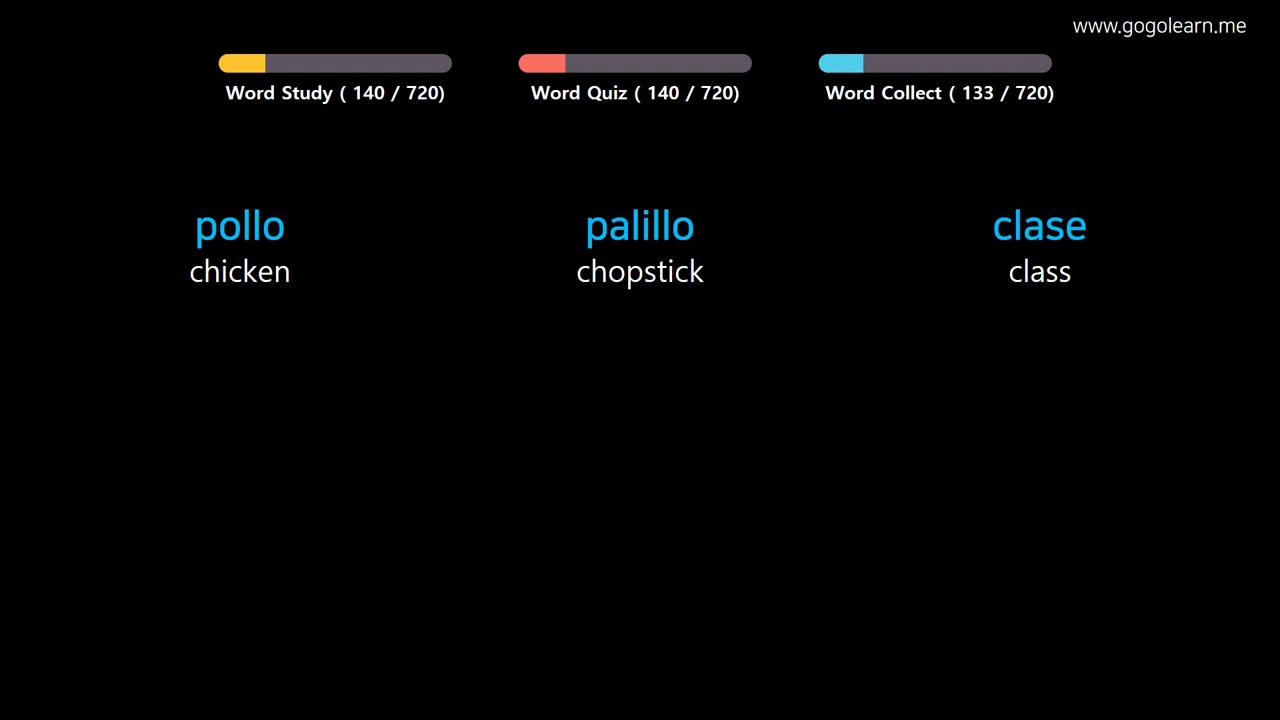 www.gogolearn.me
Word Study ( 140 / 720)
Word Quiz ( 140 / 720)
Word Collect ( 133 / 720)
pollo
chicken
palillo
chopstick
clase
class